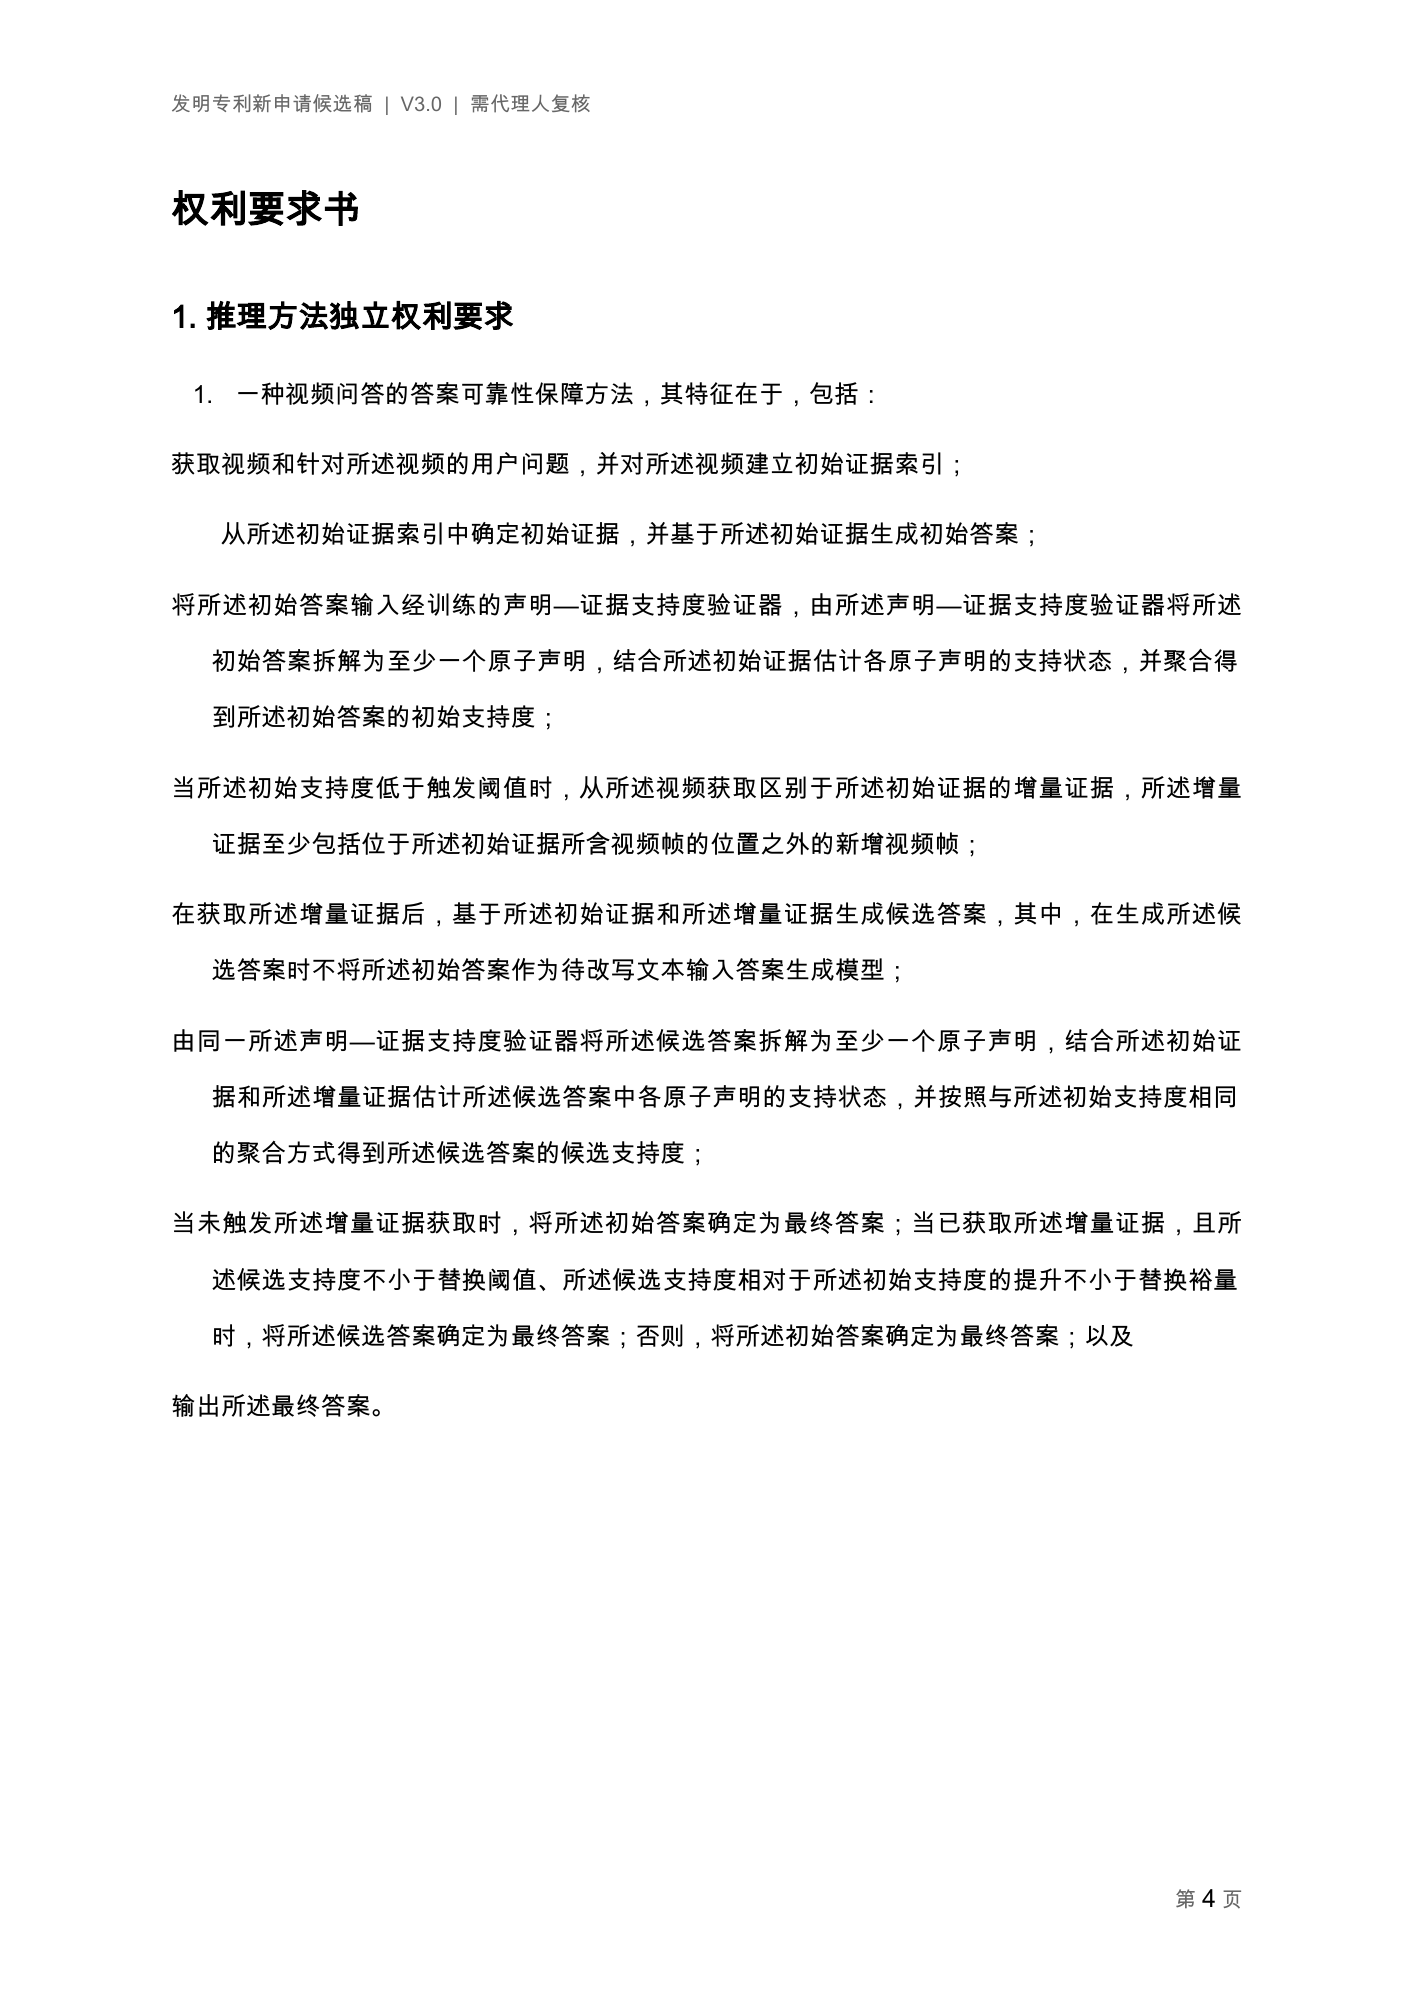 发明专利新申请候选稿 | V3.0 | 需代理人复核
权利要求书
1. 推理方法独立权利要求
1. 一种视频问答的答案可靠性保障方法，其特征在于，包括：
获取视频和针对所述视频的用户问题，并对所述视频建立初始证据索引；
从所述初始证据索引中确定初始证据，并基于所述初始证据生成初始答案；
将所述初始答案输入经训练的声明—证据支持度验证器，由所述声明—证据支持度验证器将所述
初始答案拆解为至少一个原子声明，结合所述初始证据估计各原子声明的支持状态，并聚合得
到所述初始答案的初始支持度；
当所述初始支持度低于触发阈值时，从所述视频获取区别于所述初始证据的增量证据，所述增量
证据至少包括位于所述初始证据所含视频帧的位置之外的新增视频帧；
在获取所述增量证据后，基于所述初始证据和所述增量证据生成候选答案，其中，在生成所述候
选答案时不将所述初始答案作为待改写文本输入答案生成模型；
由同一所述声明—证据支持度验证器将所述候选答案拆解为至少一个原子声明，结合所述初始证
据和所述增量证据估计所述候选答案中各原子声明的支持状态，并按照与所述初始支持度相同
的聚合方式得到所述候选答案的候选支持度；
当未触发所述增量证据获取时，将所述初始答案确定为最终答案；当已获取所述增量证据，且所
述候选支持度不小于替换阈值、所述候选支持度相对于所述初始支持度的提升不小于替换裕量
时，将所述候选答案确定为最终答案；否则，将所述初始答案确定为最终答案；以及
输出所述最终答案。
第 4 页